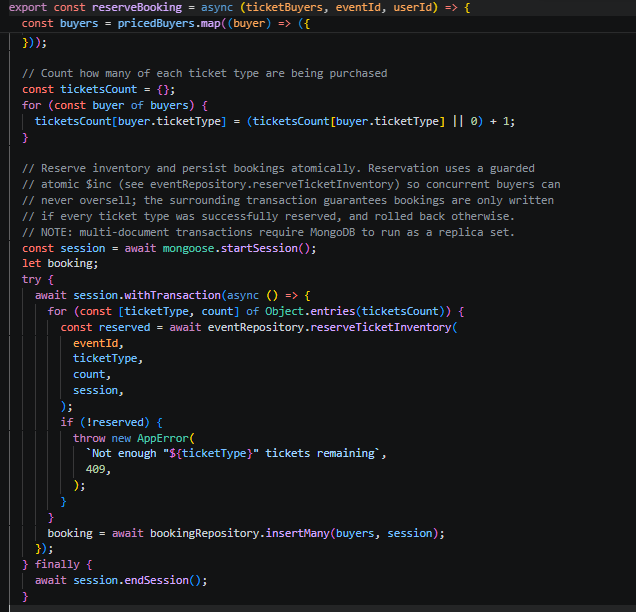 export const reserveBooking = async (ticketBuyers, eventId, userId) => {
  const buyers = pricedBuyers.map((buyer) => ({
  }));

  // Count how many of each ticket type are being purchased
  const ticketsCount = {};
  for (const buyer of buyers) {
    ticketsCount[buyer.ticketType] = (ticketsCount[buyer.ticketType] || 0) + 1;
  }

  // Reserve inventory and persist bookings atomically. Reservation uses a guarded
  // atomic $inc (see eventRepository.reserveTicketInventory) so concurrent buyers can
  // never oversell; the surrounding transaction guarantees bookings are only written
  // if every ticket type was successfully reserved, and rolled back otherwise.
  // NOTE: multi-document transactions require MongoDB to run as a replica set.
  const session = await mongoose.startSession();
  let booking;
  try {
    await session.withTransaction(async () => {
      for (const [ticketType, count] of Object.entries(ticketsCount)) {
        const reserved = await eventRepository.reserveTicketInventory(
          eventId,
          ticketType,
          count,
          session,
        );
        if (!reserved) {
          throw new AppError(
            `Not enough "${ticketType}" tickets remaining`,
            409,
          );
        }
      }
      booking = await bookingRepository.insertMany(buyers, session);
    });
  } finally {
    await session.endSession();
  }